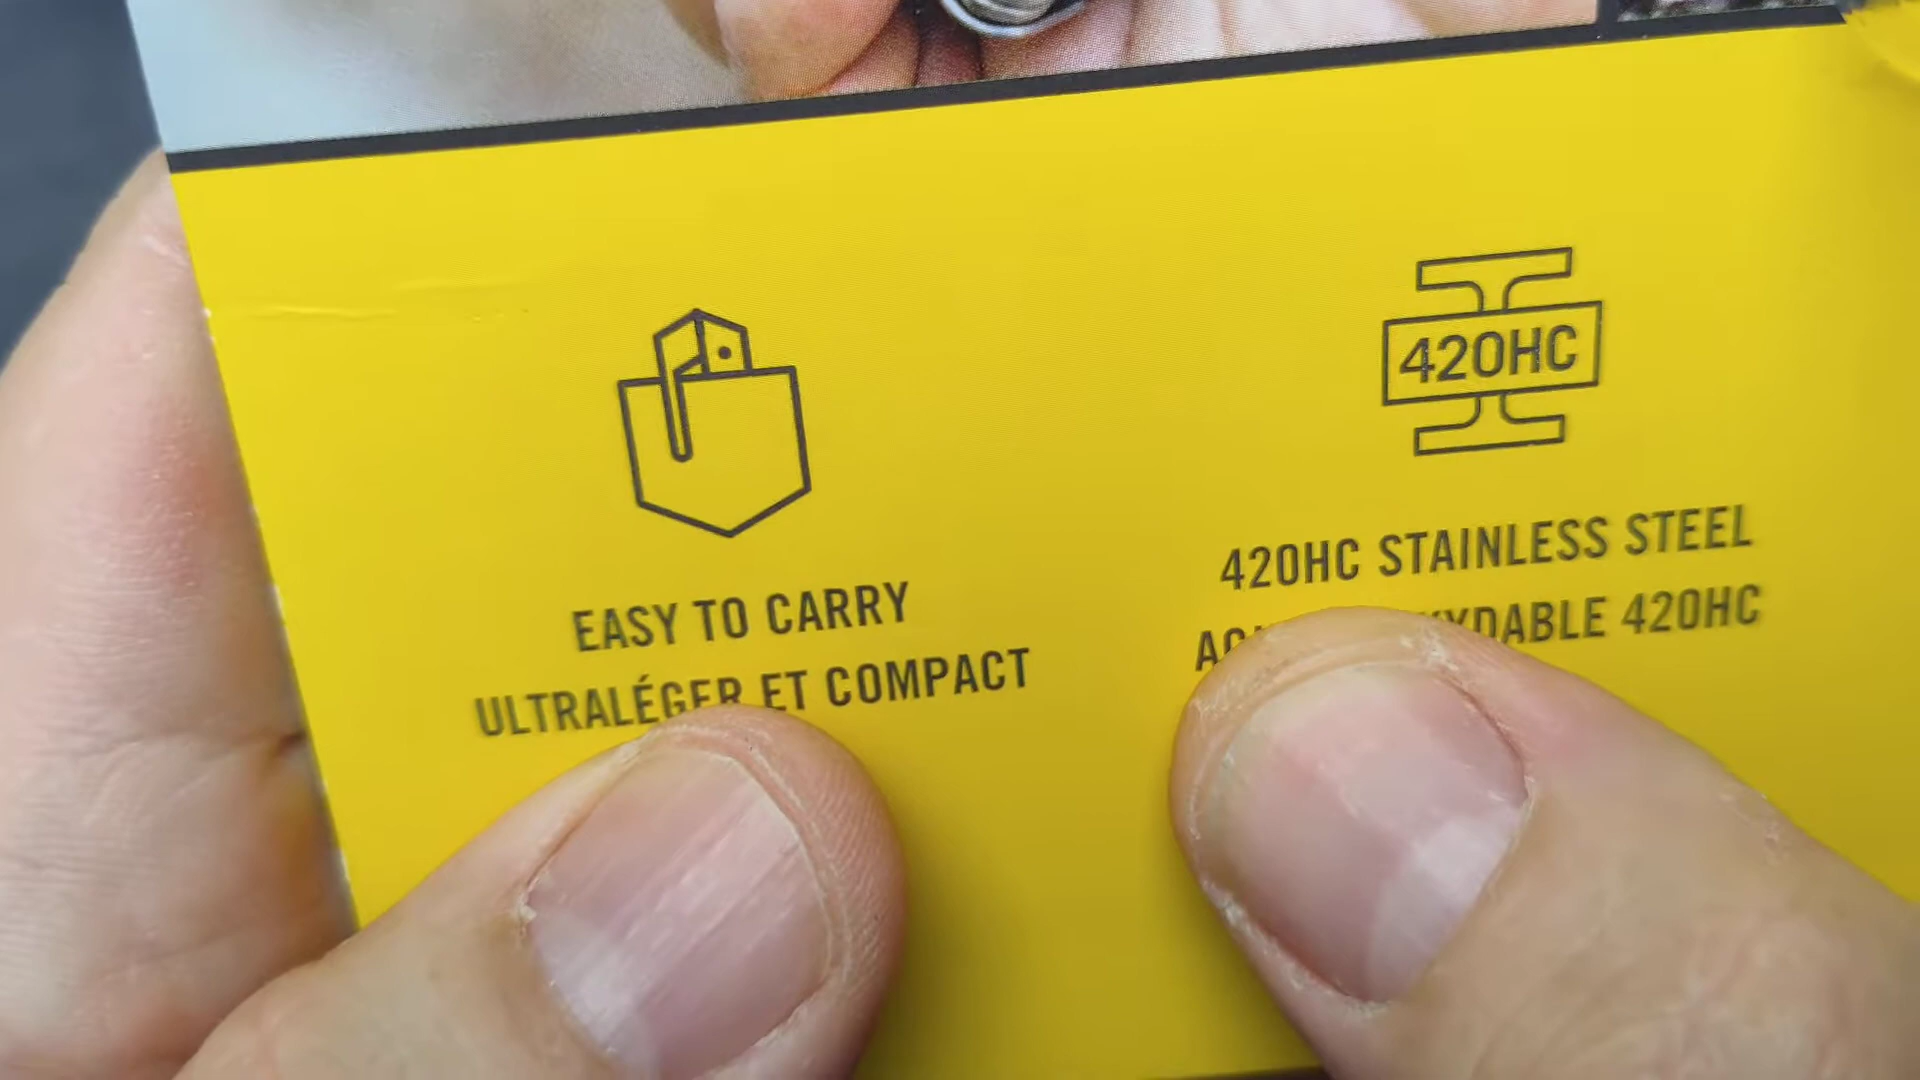 EASY TO CARRY
ULTRALÉGER ET COMPACT
420HC
420HC STAINLESS STEEL
420HC